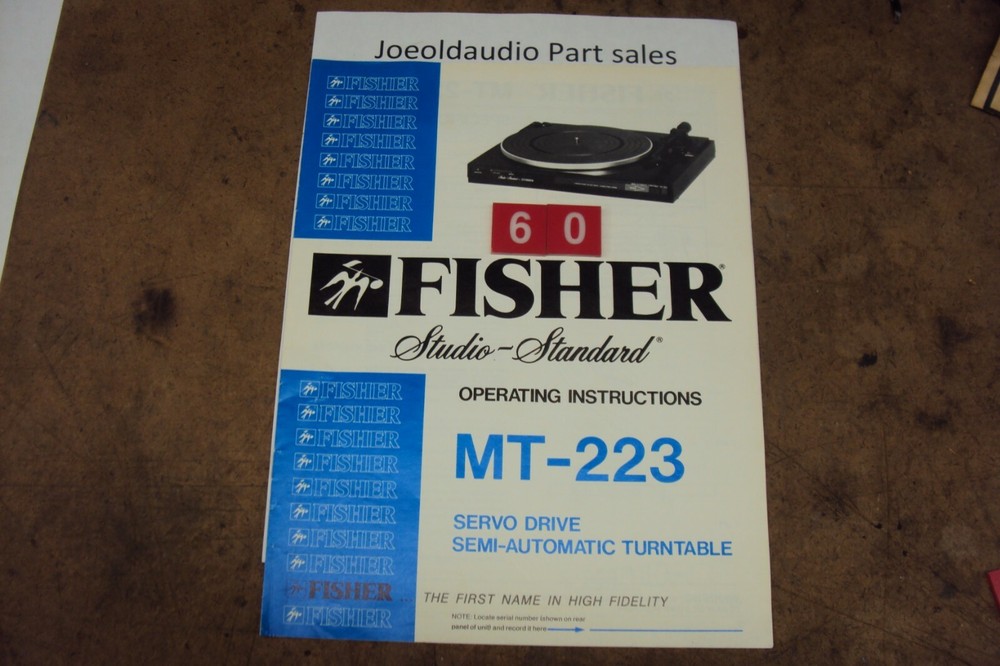 Joeoldaudio Part sales
FISHER
FISHER
FISHER
FISHER
FISHER
FISHER
FISHER
FISHER
6 0
FISHER®
Studio-Standard®
OPERATING INSTRUCTIONS
MT-223
SERVO DRIVE
SEMI-AUTOMATIC TURNTABLE
FISHER
FISHER
FISHER
FISHER
FISHER
FISHER
FISHER
FISHER
FISHER
FISHER
THE FIRST NAME IN HIGH FIDELITY
NOTE: Locate serial number (shown on rear
panel of unit) and record it here